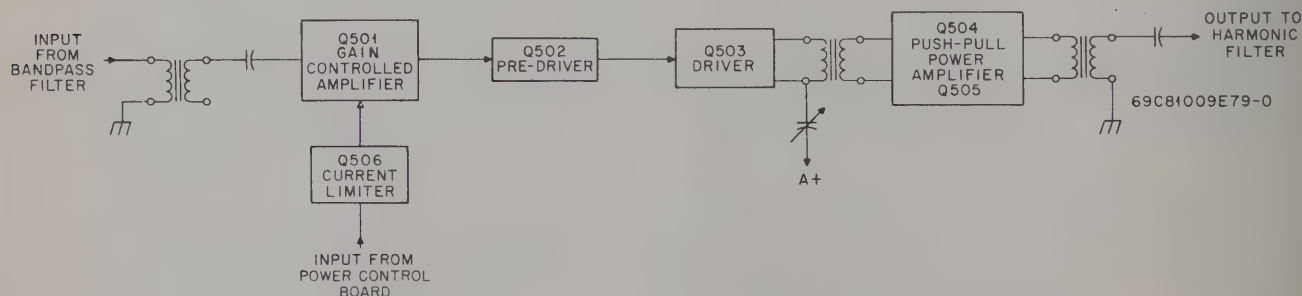 INPUT
FROM
BANDPASS
FILTER
Q501
GAIN
CONTROLLED
AMPLIFIER
Q506
CURRENT
LIMITER
INPUT FROM
POWER CONTROL
BOARD
Q502
PRE-DRIVER
Q503
DRIVER
A+
Q504
PUSH-PULL
POWER
AMPLIFIER
Q505
OUTPUT TO
HARMONIC
FILTER
69C81009E79-O